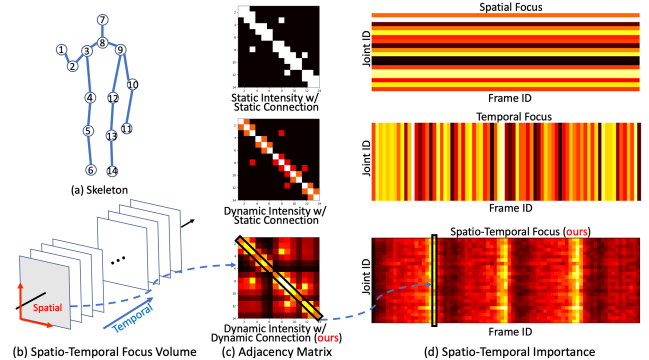 7
1
8
9
3
2
10
4
12
5
11
13
6
14
(a) Skeleton
Spatial
Temporal
(b) Spatio-Temporal Focus Volume
Static Intensity w/
Static Connection
Dynamic Intensity w/
Static Connection
Dynamic Intensity w/
Dynamic Connection (ours)
(c) Adjacency Matrix
Spatial Focus
Joint ID
Frame ID
Temporal Focus
Joint ID
Frame ID
Spatio-Temporal Focus (ours)
Joint ID
Frame ID
(d) Spatio-Temporal Importance